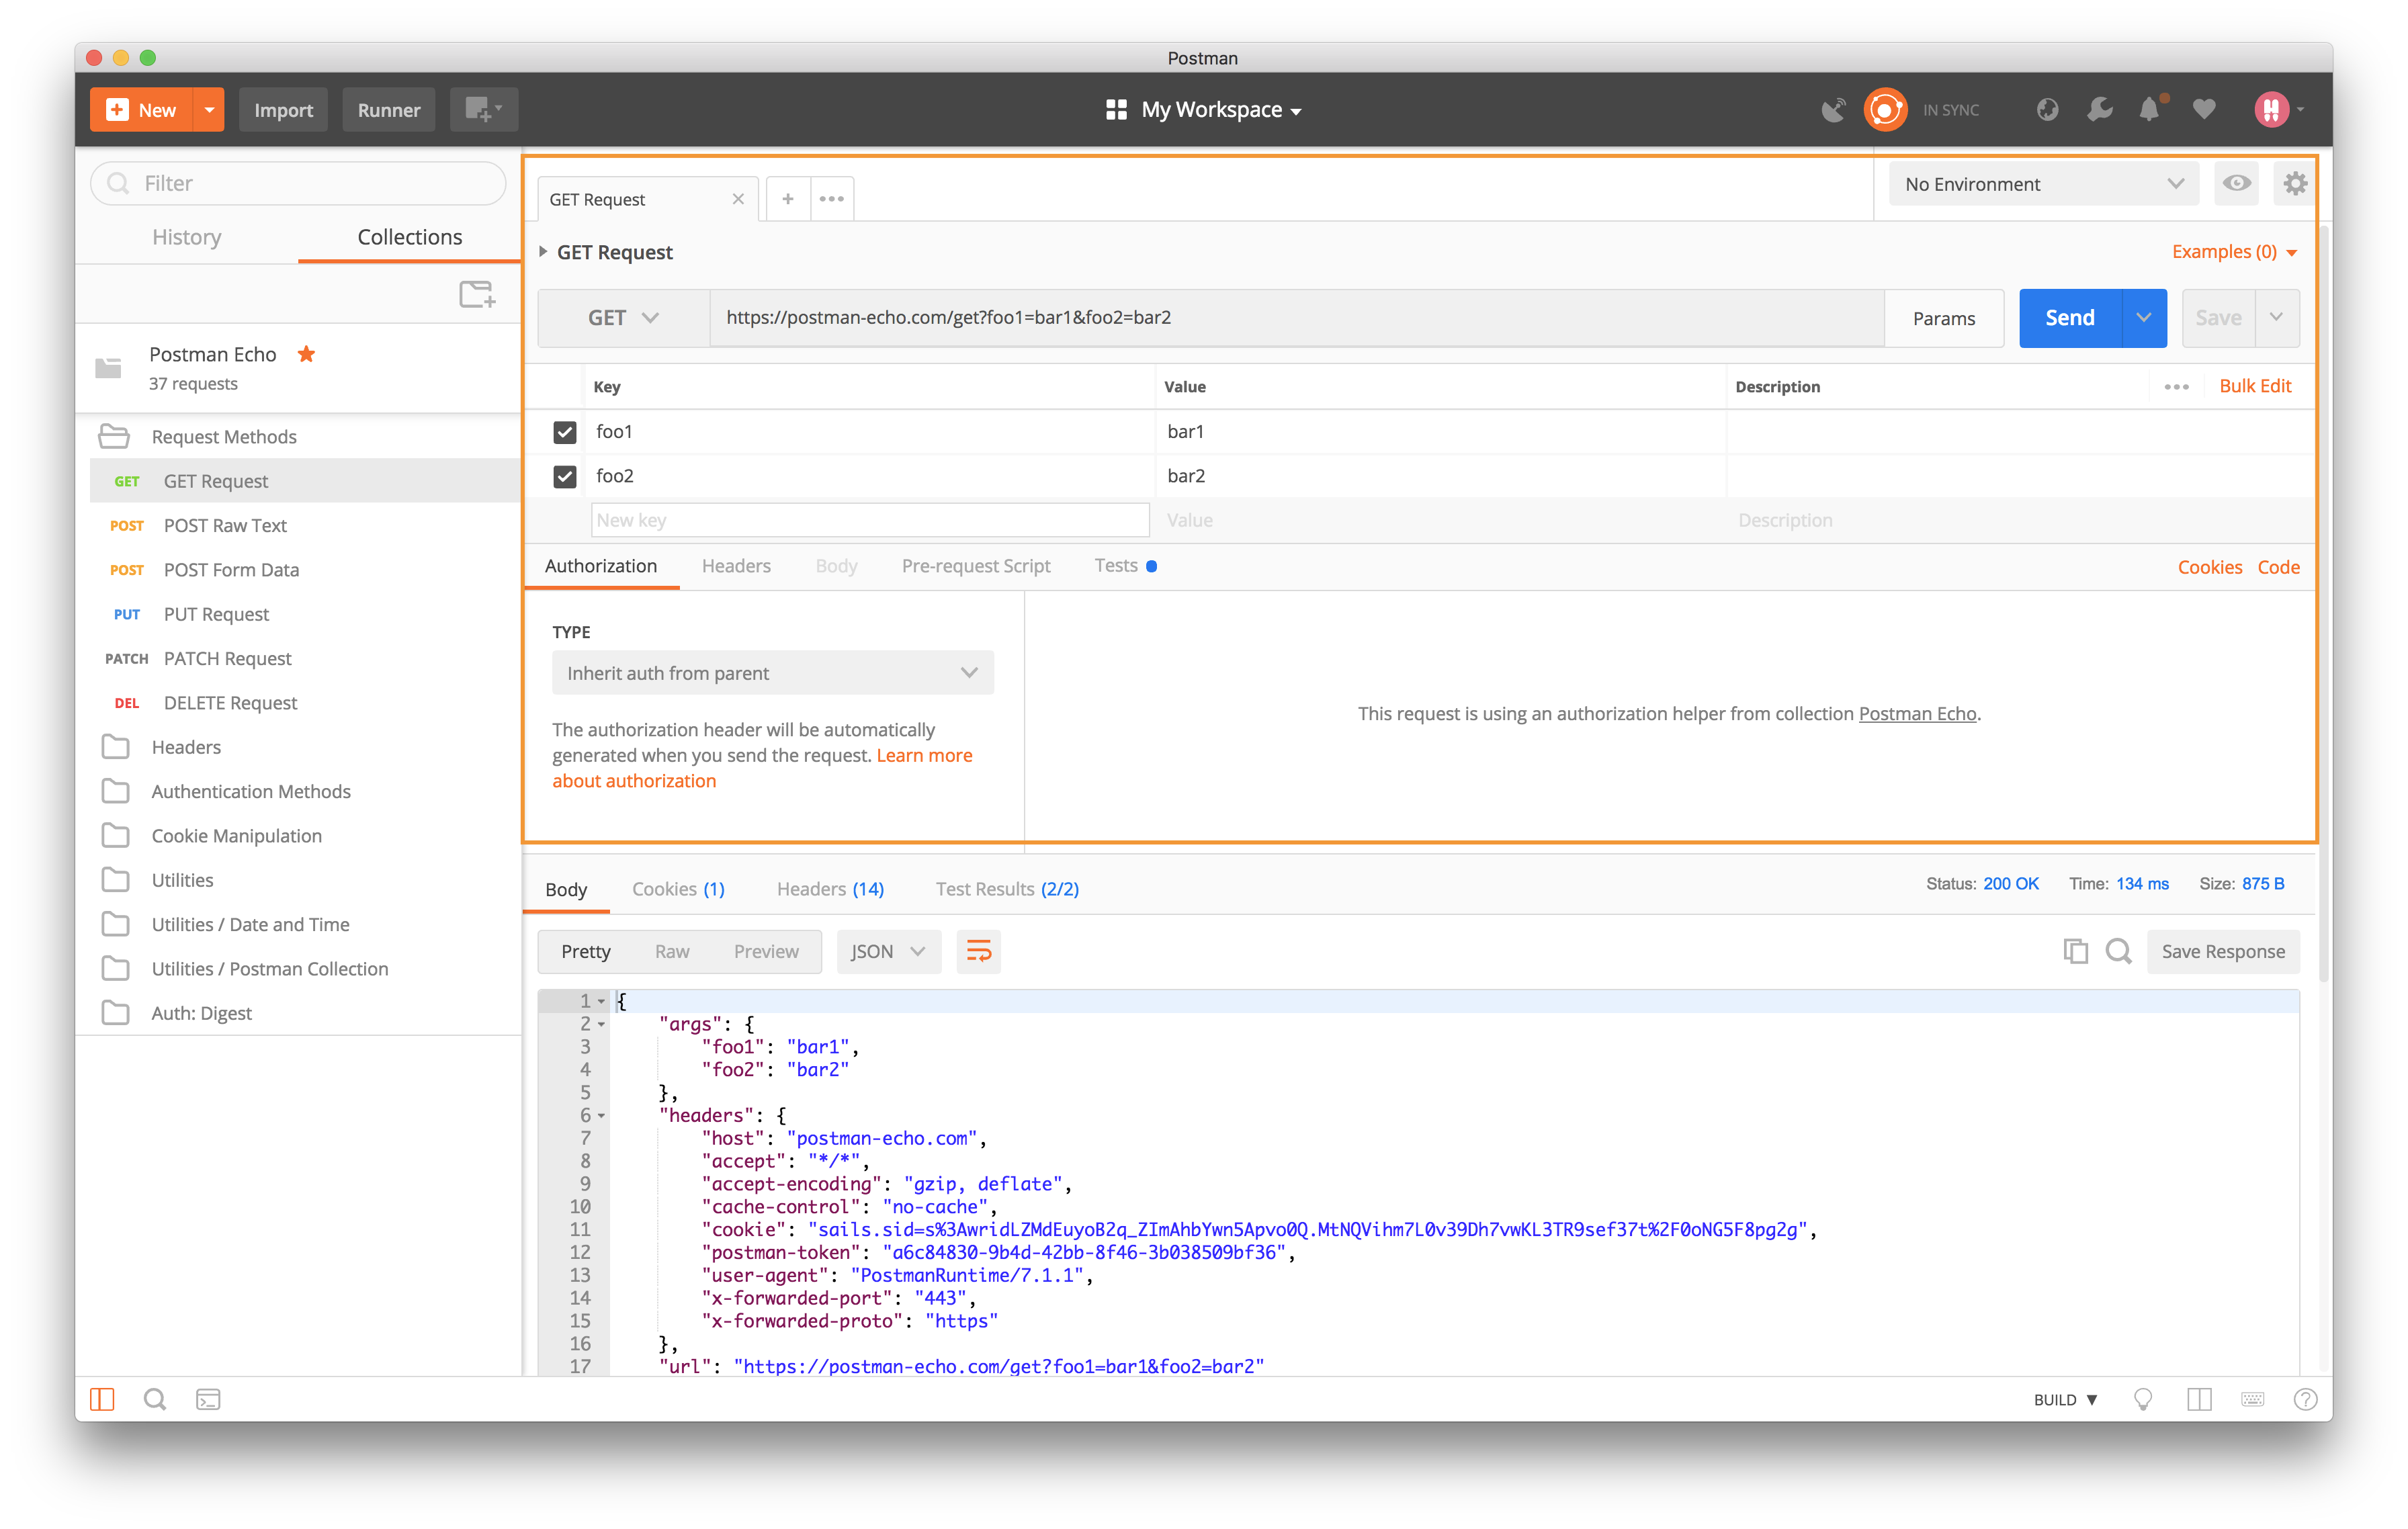 Postman
New
Import
Runner
My Workspace
IN SYNC
Filter
History
Collections
Postman Echo
37 requests
Request Methods
GET GET Request
POST POST Raw Text
POST POST Form Data
PUT PUT Request
PATCH PATCH Request
DEL DELETE Request
Headers
Authentication Methods
Cookie Manipulation
Utilities
Utilities / Date and Time
Utilities / Postman Collection
Auth: Digest
GET Request
No Environment
GET Request
Examples (0)
GET
https://postman-echo.com/get?foo1=bar1&foo2=bar2
Params
Send
Save
Key Value Description Bulk Edit
foo1 bar1
foo2 bar2
New key Value Description
Authorization Headers Body Pre-request Script Tests Cookies Code
TYPE
Inherit auth from parent
The authorization header will be automatically
generated when you send the request. Learn more
about authorization
This request is using an authorization helper from collection Postman Echo.
Body Cookies (1) Headers (14) Test Results (2/2) Status: 200 OK Time: 134 ms Size: 875 B
Pretty Raw Preview JSON Save Response
1 {
2 "args": {
3 "foo1": "bar1",
4 "foo2": "bar2"
5 },
6 "headers": {
7 "host": "postman-echo.com",
8 "accept": "*/*",
9 "accept-encoding": "gzip, deflate",
10 "cache-control": "no-cache",
11 "cookie": "sails.sid=s%3AwridLZMdEuyoB2q_ZImAhbYwn5Apvo0Q.MtNQVihm7L0v39Dh7vwKL3TR9sef37t%2F0oNG5F8pg2g",
12 "postman-token": "a6c84830-9b4d-42bb-8f46-3b038509bf36",
13 "user-agent": "PostmanRuntime/7.1.1",
14 "x-forwarded-port": "443",
15 "x-forwarded-proto": "https"
16 },
17 "url": "https://postman-echo.com/get?foo1=bar1&foo2=bar2"
BUILD